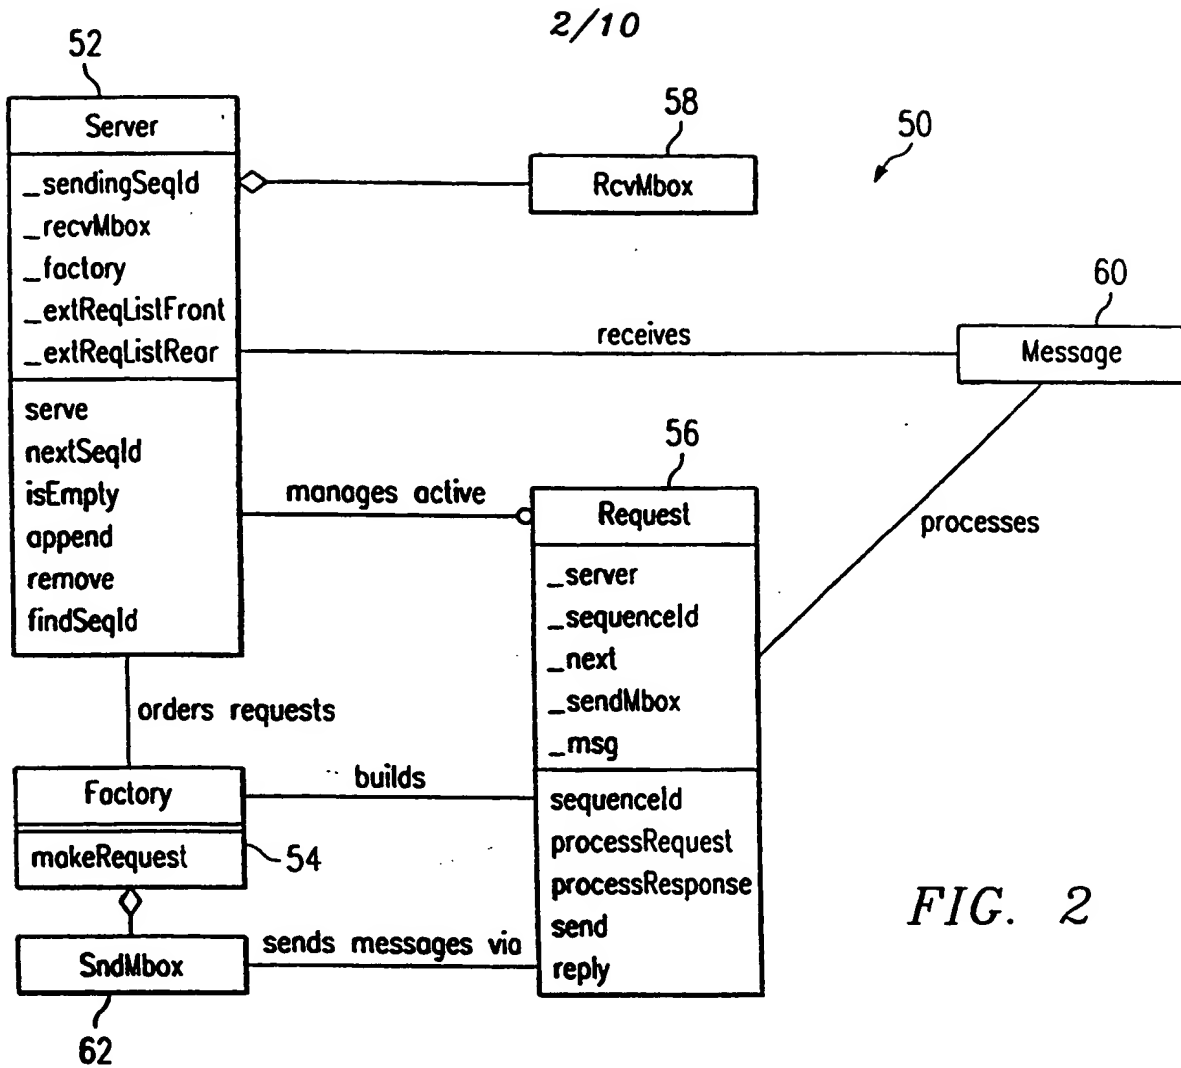 2/10
52
Server
_sendingSeqId
_recvMbox
_factory
_extReqListFront
_extReqListRear
serve
nextSeqId
isEmpty
append
remove
findSeqId
58
RcvMbox
50
receives
60
Message
manages active
56
Request
_server
_sequenceId
_next
_sendMbox
_msg
sequenceId
processRequest
processResponse
send
reply
processes
orders requests
Factory
makeRequest
54
builds
SndMbox
62
sends messages via
FIG. 2